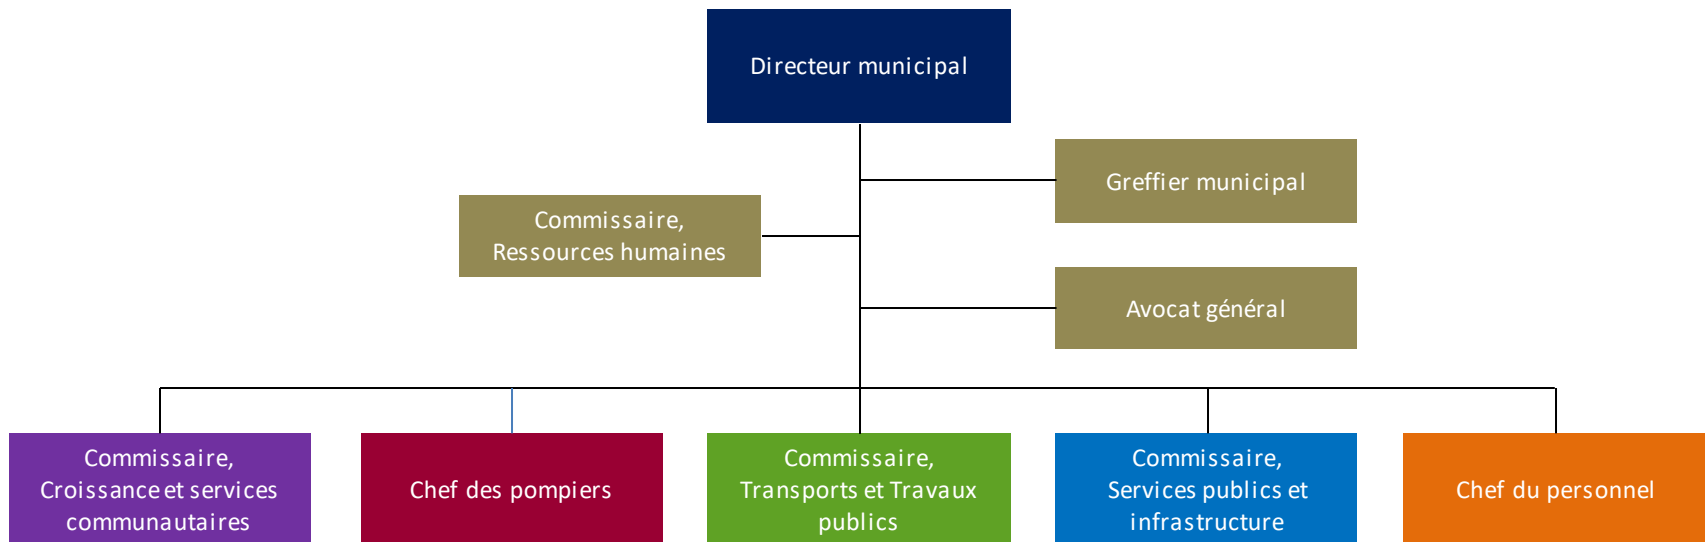 Directeur municipal
Greffier municipal
Commissaire,
Ressources humaines
Avocat général
Commissaire,
Croissance et services
communautaires
Chef des pompiers
Commissaire,
Transports et Travaux
publics
Commissaire,
Services publics et
infrastructure
Chef du personnel